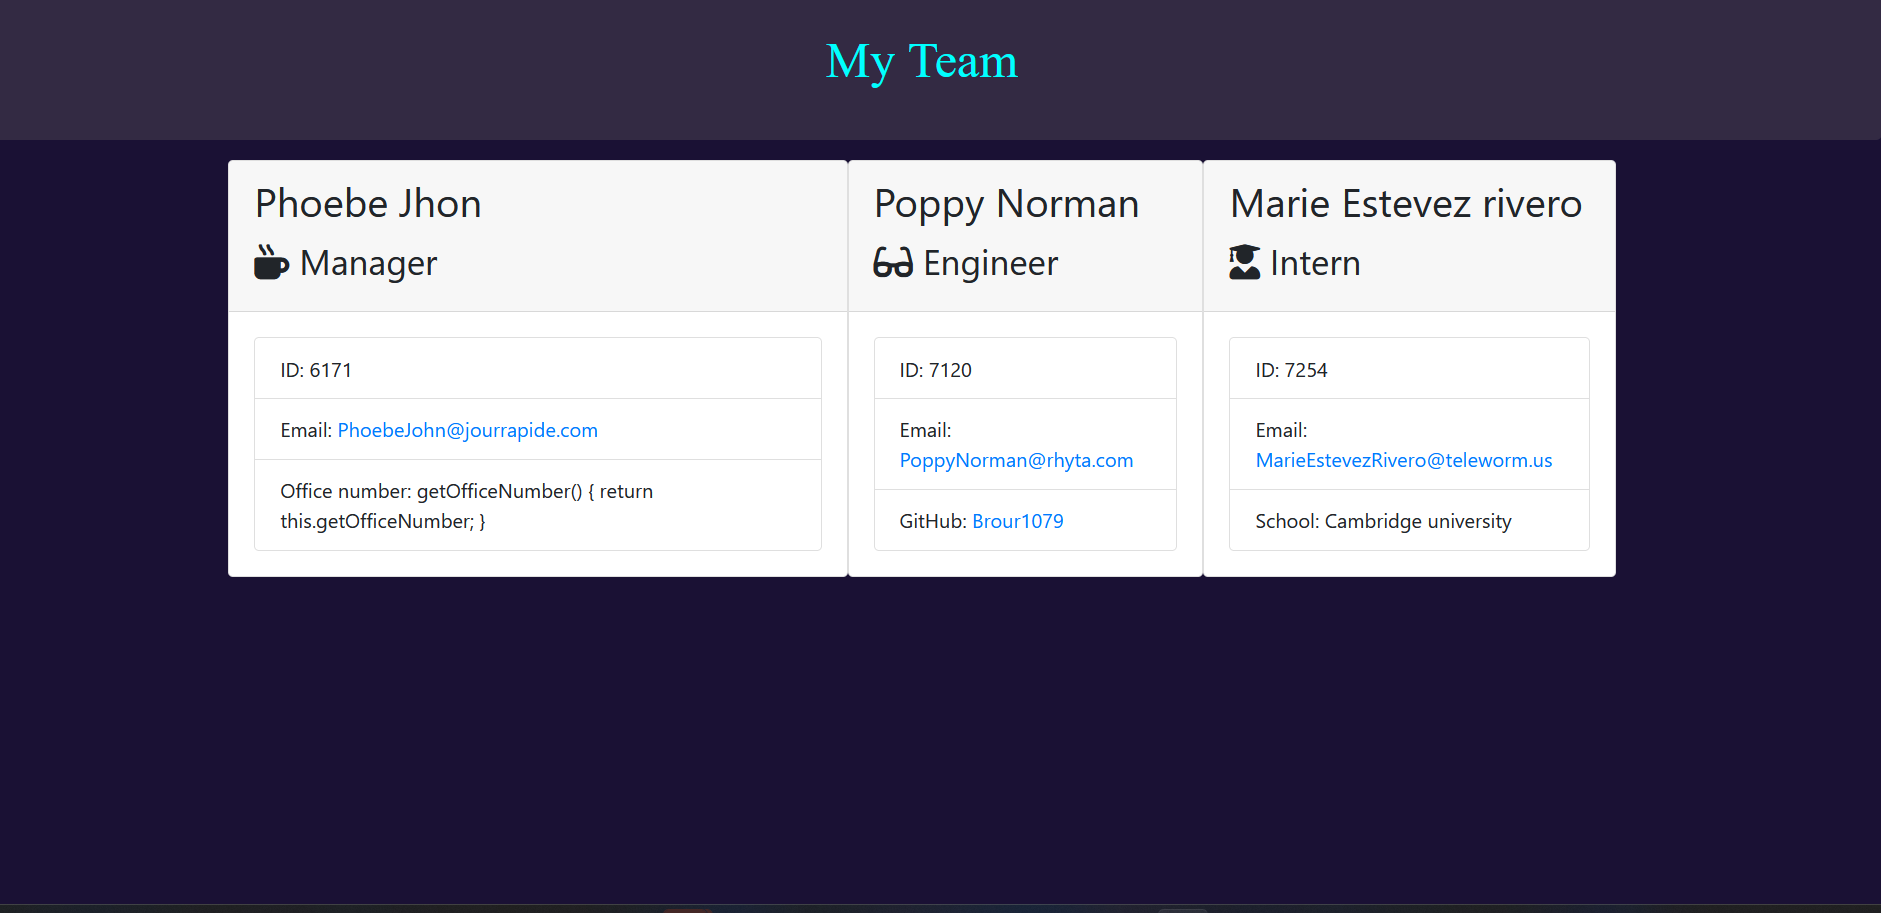 My Team
Phoebe Jhon
Manager
ID: 6171
Email: PhoebeJohn@jourrapide.com
Office number: getOfficeNumber() { return
this.getOfficeNumber; }
Poppy Norman
Engineer
ID: 7120
Email:
PoppyNorman@rhyta.com
GitHub: Brour1079
Marie Estevez rivero
Intern
ID: 7254
Email:
MarieEstevezRivero@teleworm.us
School: Cambridge university